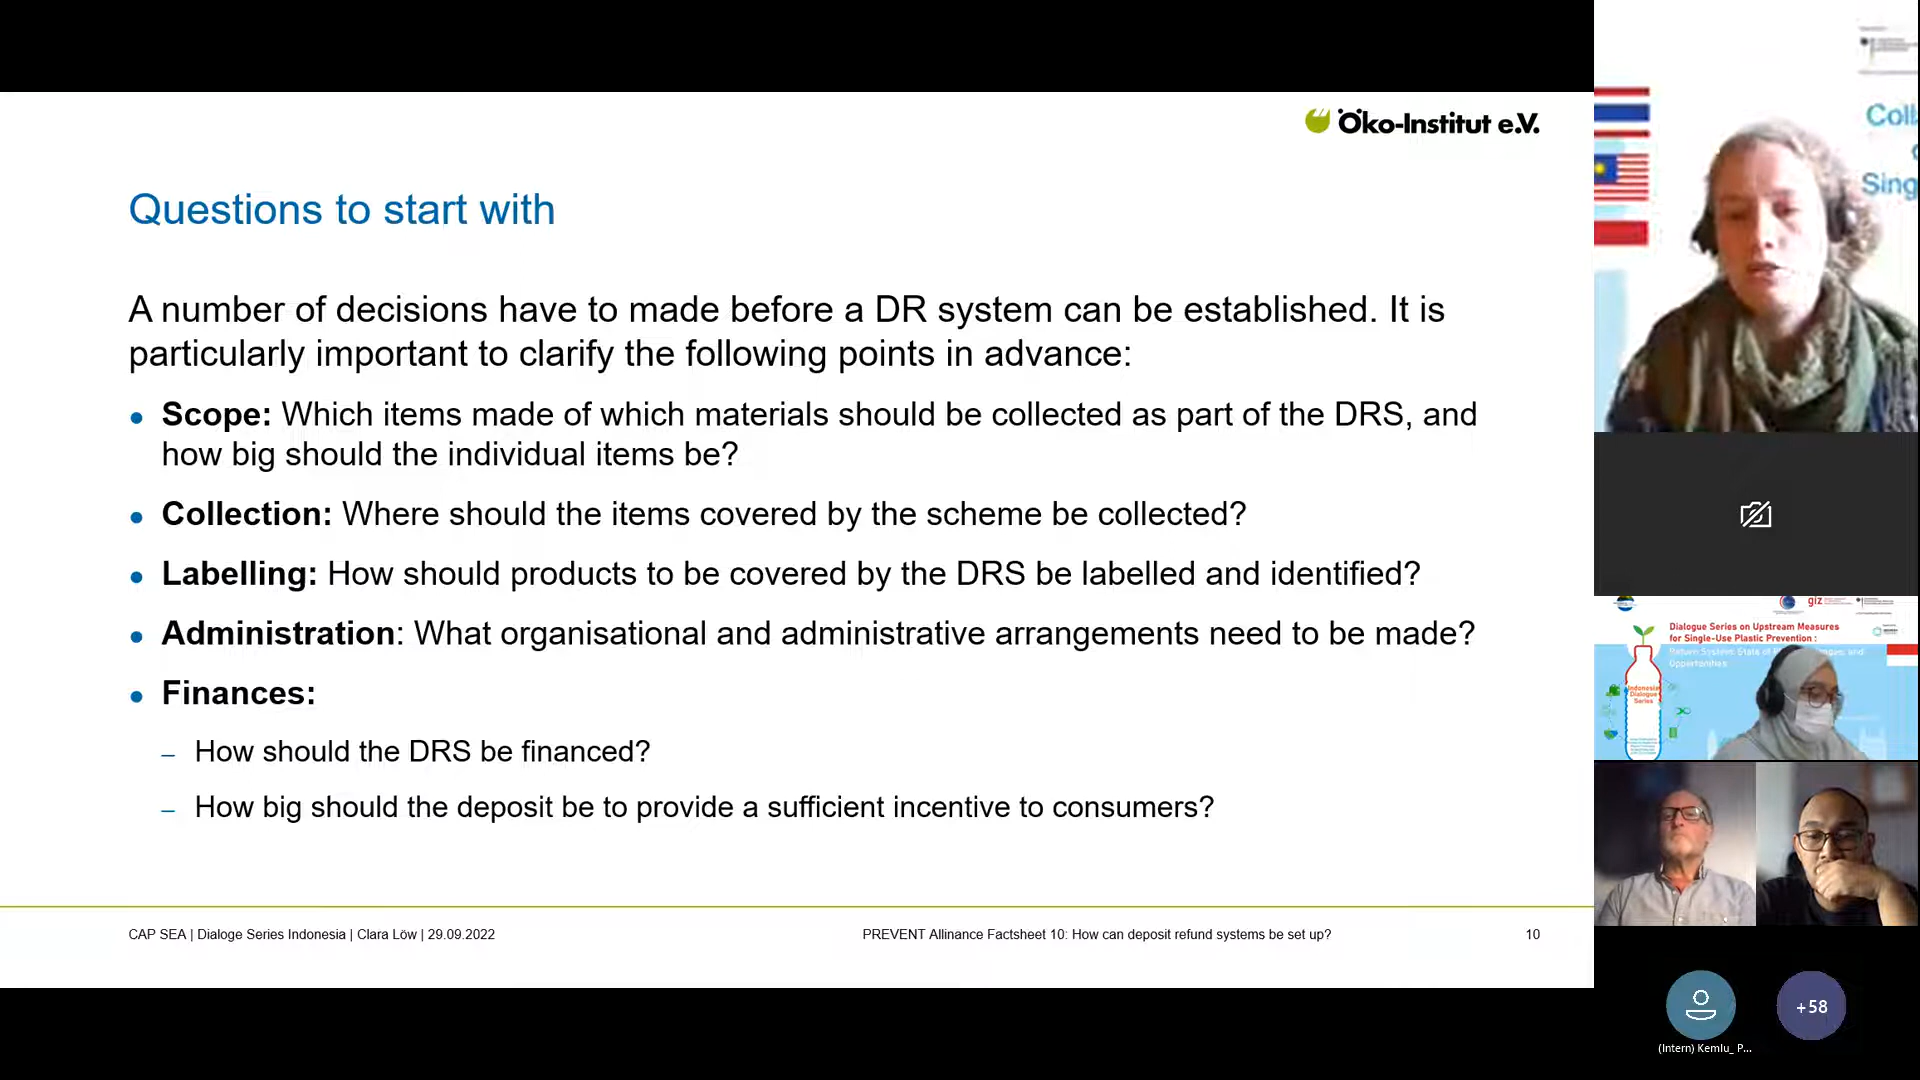 Öko-Institut e.V.
Questions to start with
A number of decisions have to made before a DR system can be established. It is
particularly important to clarify the following points in advance:
● Scope: Which items made of which materials should be collected as part of the DRS, and
how big should the individual items be?
● Collection: Where should the items covered by the scheme be collected?
● Labelling: How should products to be covered by the DRS be labelled and identified?
● Administration: What organisational and administrative arrangements need to be made?
● Finances:
– How should the DRS be financed?
– How big should the deposit be to provide a sufficient incentive to consumers?
CAP SEA | Dialoge Series Indonesia | Clara Löw | 29.09.2022
PREVENT Allinance Factsheet 10: How can deposit refund systems be set up?
10
Coll
Sing
giz
Dialogue Series on Upstream Measures
for Single-Use Plastic Prevention :
Return System: State of
Opportunities
Indonesia
Dialogue
Series
(Intern) Kemlu_ P...
+58